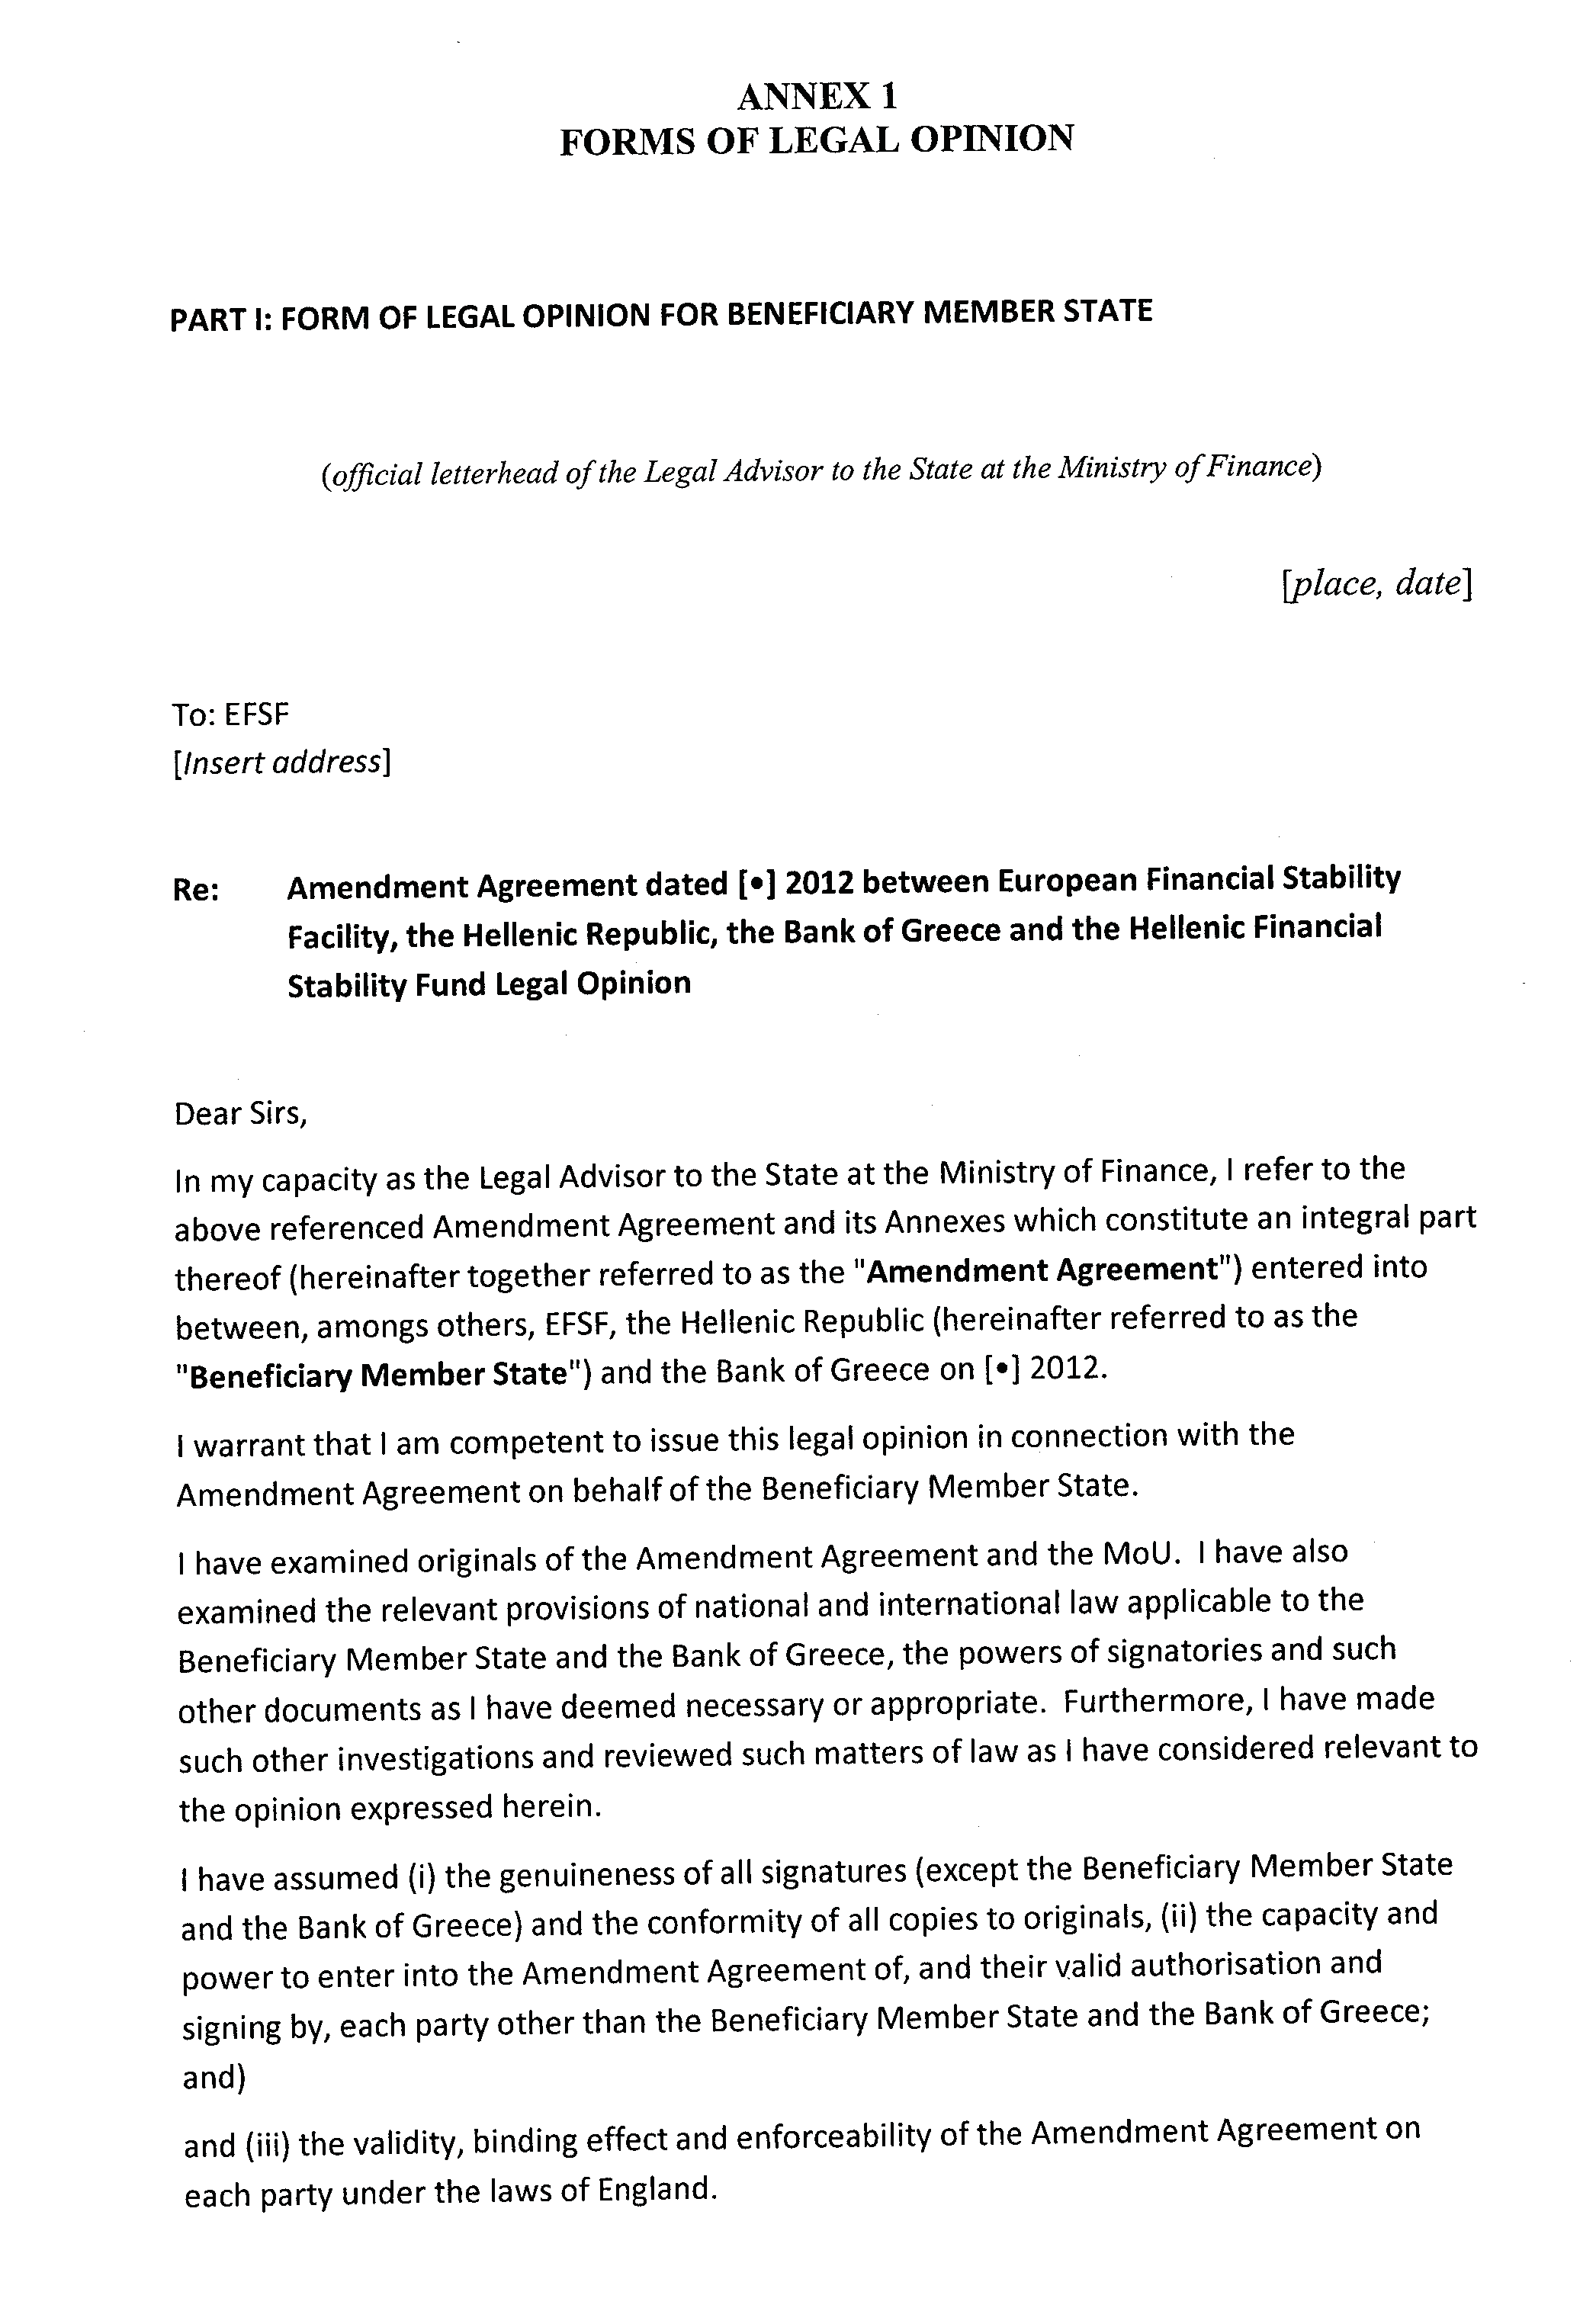 ANNEX 1
FORMS OF LEGAL OPINION
PART I: FORM OF LEGAL OPINION FOR BENEFICIARY MEMBER STATE
(official letterhead of the Legal Advisor to the State at the Ministry of Finance)
[place, date]
To: EFSF
[Insert address]
Re: Amendment Agreement dated [•] 2012 between European Financial Stability
Facility, the Hellenic Republic, the Bank of Greece and the Hellenic Financial
Stability Fund Legal Opinion
Dear Sirs,
In my capacity as the Legal Advisor to the State at the Ministry of Finance, I refer to the
above referenced Amendment Agreement and its Annexes which constitute an integral part
thereof (hereinafter together referred to as the "Amendment Agreement") entered into
between, amongs others, EFSF, the Hellenic Republic (hereinafter referred to as the
"Beneficiary Member State") and the Bank of Greece on [•] 2012.
I warrant that I am competent to issue this legal opinion in connection with the
Amendment Agreement on behalf of the Beneficiary Member State.
I have examined originals of the Amendment Agreement and the MoU. I have also
examined the relevant provisions of national and international law applicable to the
Beneficiary Member State and the Bank of Greece, the powers of signatories and such
other documents as I have deemed necessary or appropriate. Furthermore, I have made
such other investigations and reviewed such matters of law as I have considered relevant to
the opinion expressed herein.
I have assumed (i) the genuineness of all signatures (except the Beneficiary Member State
and the Bank of Greece) and the conformity of all copies to originals, (ii) the capacity and
power to enter into the Amendment Agreement of, and their valid authorisation and
signing by, each party other than the Beneficiary Member State and the Bank of Greece;
and)
and (iii) the validity, binding effect and enforceability of the Amendment Agreement on
each party under the laws of England.